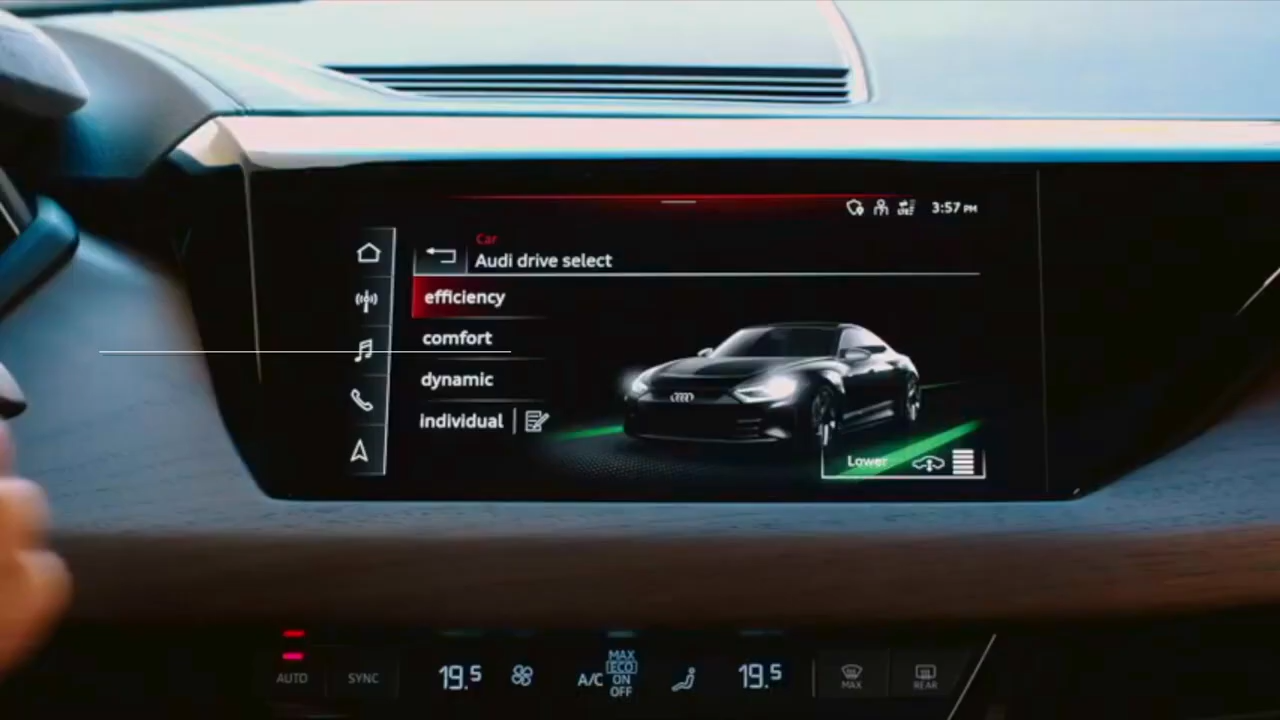 3:57 PM
Car
Audi drive select
efficiency
comfort
dynamic
individual
Lower
MAX
ECO
AUTO
SYNC
19.5
A/C
ON
OFF
19.5
MAX
REAR